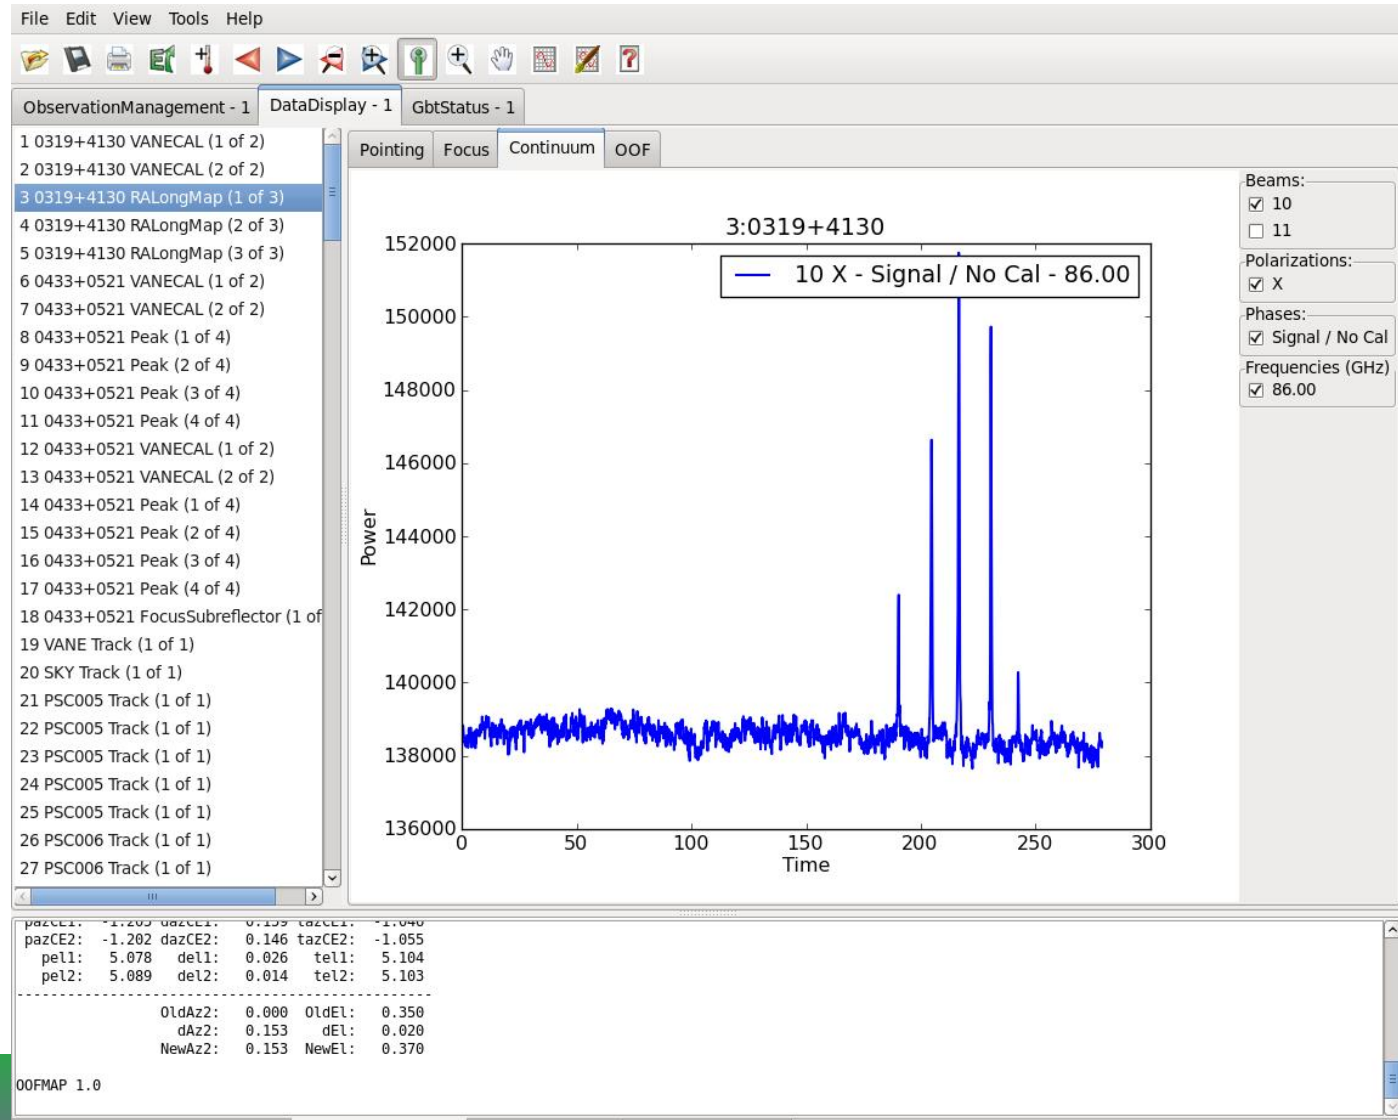 File Edit View Tools Help
ObservationManagement - 1 DataDisplay - 1 GbtStatus - 1
1 0319+4130 VANECAL (1 of 2)
2 0319+4130 VANECAL (2 of 2)
3 0319+4130 RALongMap (1 of 3)
4 0319+4130 RALongMap (2 of 3)
5 0319+4130 RALongMap (3 of 3)
6 0433+0521 VANECAL (1 of 2)
7 0433+0521 VANECAL (2 of 2)
8 0433+0521 Peak (1 of 4)
9 0433+0521 Peak (2 of 4)
10 0433+0521 Peak (3 of 4)
11 0433+0521 Peak (4 of 4)
12 0433+0521 VANECAL (1 of 2)
13 0433+0521 VANECAL (2 of 2)
14 0433+0521 Peak (1 of 4)
15 0433+0521 Peak (2 of 4)
16 0433+0521 Peak (3 of 4)
17 0433+0521 Peak (4 of 4)
18 0433+0521 FocusSubreflector (1 of
19 VANE Track (1 of 1)
20 SKY Track (1 of 1)
21 PSC005 Track (1 of 1)
22 PSC005 Track (1 of 1)
23 PSC005 Track (1 of 1)
24 PSC005 Track (1 of 1)
25 PSC005 Track (1 of 1)
26 PSC006 Track (1 of 1)
27 PSC006 Track (1 of 1)
Pointing Focus Continuum OOF
3:0319+4130
10 X - Signal / No Cal - 86.00
152000
150000
148000
146000
144000
142000
140000
138000
136000
Power
0 50 100 150 200 250 300
Time
Beams:
10
11
Polarizations:
X
Phases:
Signal / No Cal
Frequencies (GHz)
86.00
pazCE1: -1.205 dazCE1: 0.159 tazCE1: -1.046
pazCE2: -1.202 dazCE2: 0.146 tazCE2: -1.055
pel1: 5.078 del1: 0.026 tel1: 5.104
pel2: 5.089 del2: 0.014 tel2: 5.103
----------------------------------------------------
OldAz2: 0.000 OldEl: 0.350
dAz2: 0.153 dEl: 0.020
NewAz2: 0.153 NewEl: 0.370
OOFMAP 1.0